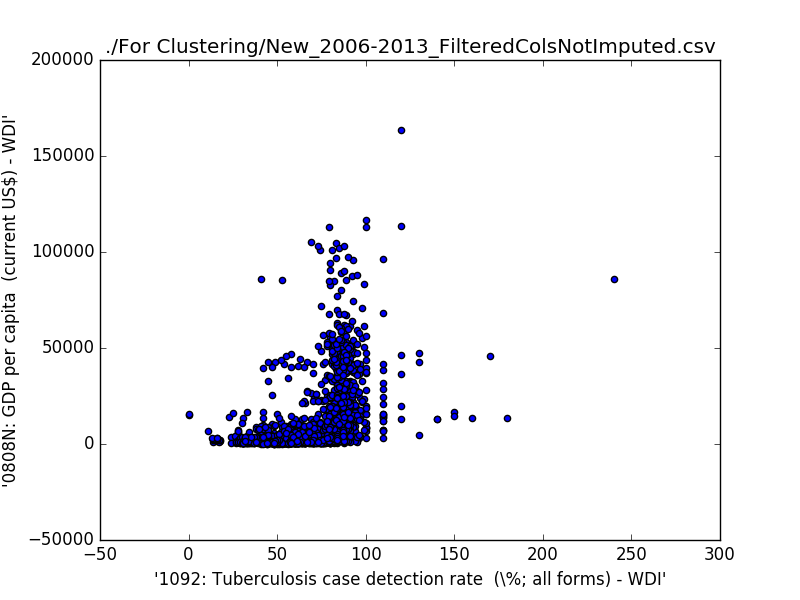 ./For Clustering/New_2006-2013_FilteredColsNotImputed.csv
200000
150000
100000
50000
0
−50000
−50 0 50 100 150 200 250 300
'0808N: GDP per capita  (current US$) - WDI'
'1092: Tuberculosis case detection rate  (\%; all forms) - WDI'